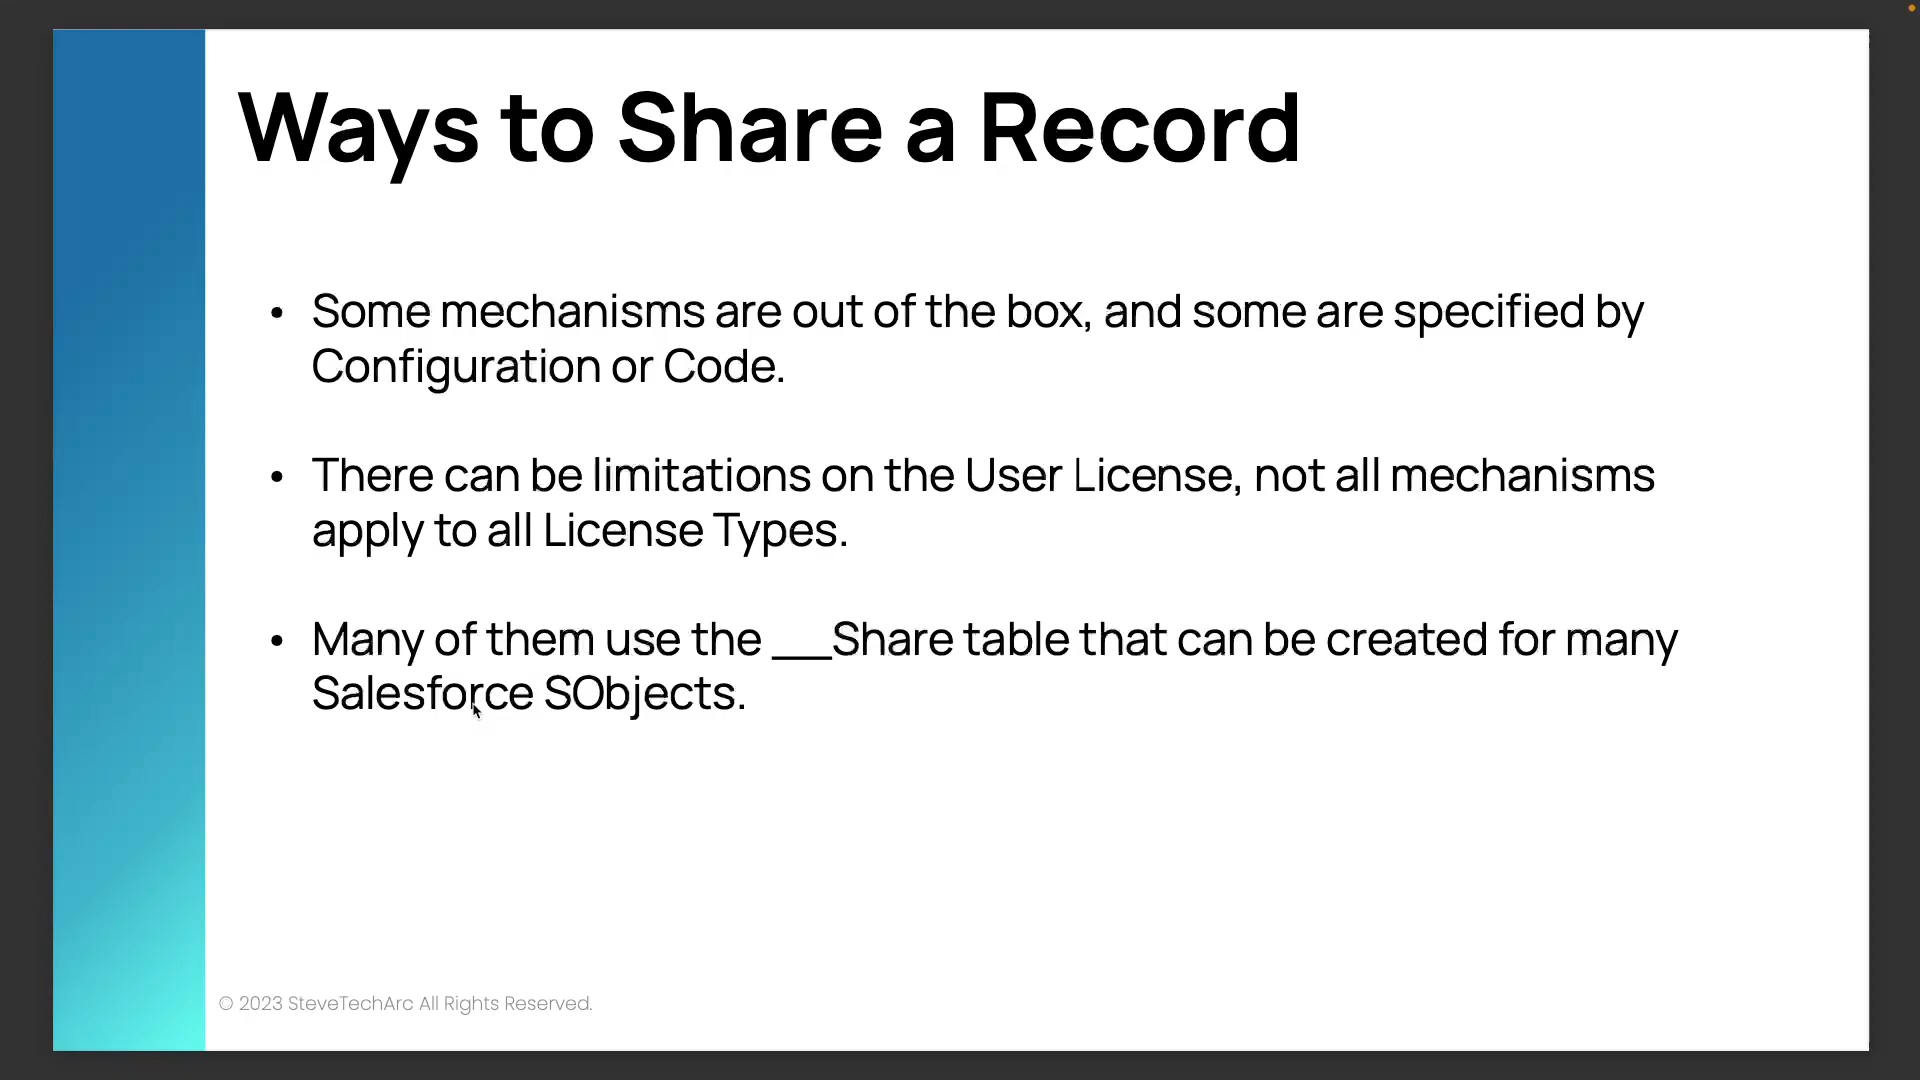 Ways to Share a Record
• Some mechanisms are out of the box, and some are specified by
Configuration or Code.
• There can be limitations on the User License, not all mechanisms
apply to all License Types.
• Many of them use the __Share table that can be created for many
Salesforce SObjects.
© 2023 SteveTechArc All Rights Reserved.